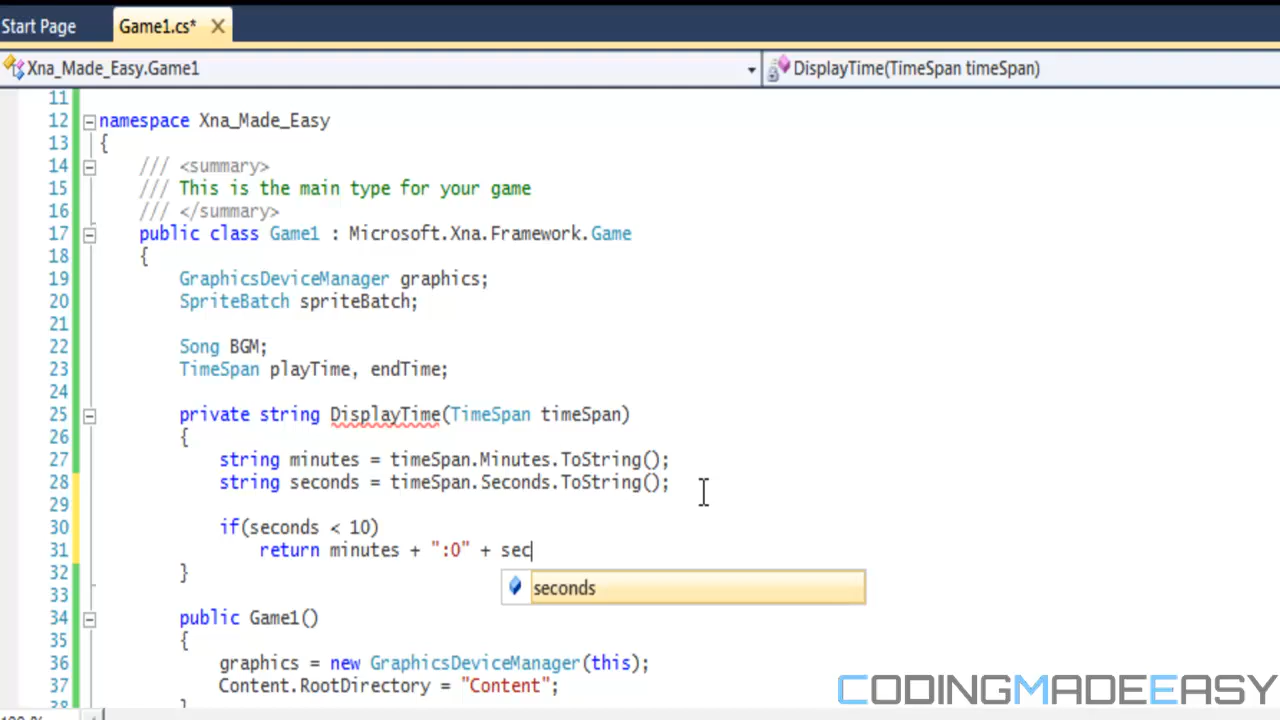 Start Page
Game1.cs* X
Xna_Made_Easy.Game1
DisplayTime(TimeSpan timeSpan)
11
12 namespace Xna_Made_Easy
13 {
14 /// <summary>
15 /// This is the main type for your game
16 /// </summary>
17 public class Game1 : Microsoft.Xna.Framework.Game
18 {
19 GraphicsDeviceManager graphics;
20 SpriteBatch spriteBatch;
21
22 Song BGM;
23 TimeSpan playTime, endTime;
24
25 private string DisplayTime(TimeSpan timeSpan)
26 {
27 string minutes = timeSpan.Minutes.ToString();
28 string seconds = timeSpan.Seconds.ToString();
29
30 if(seconds < 10)
31 return minutes + ":0" + sec
32 }
seconds
33
34 public Game1()
35 {
36 graphics = new GraphicsDeviceManager(this);
37 Content.RootDirectory = "Content";
CODINGMADEEASY